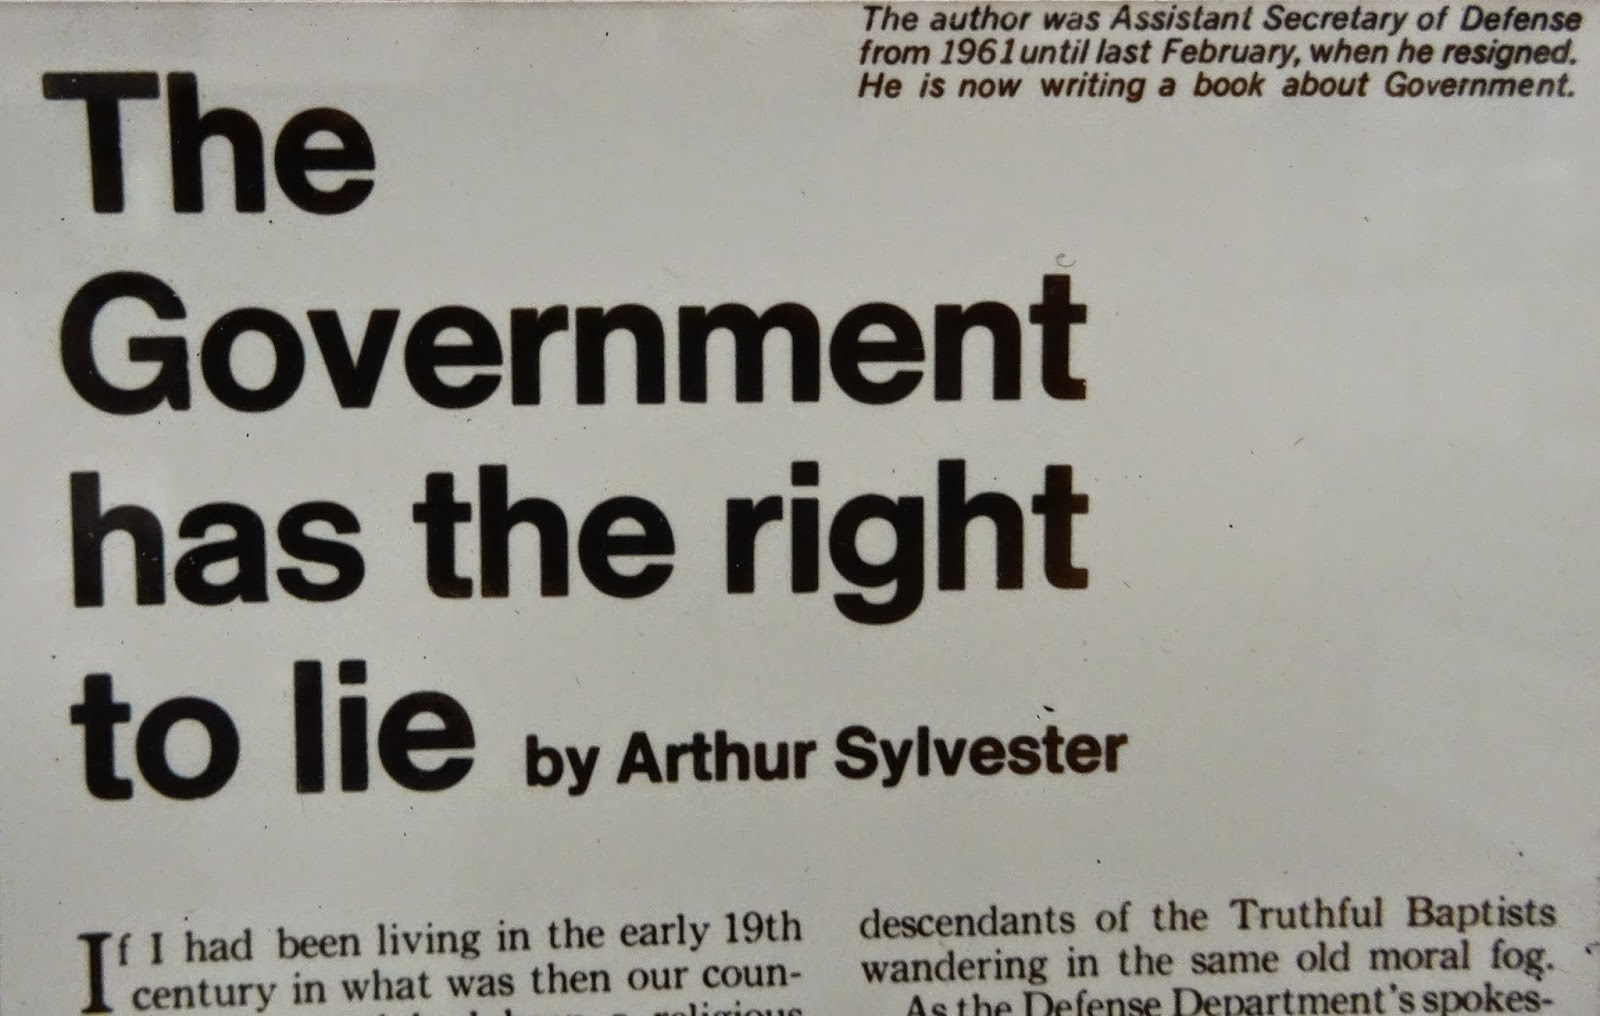 The author was Assistant Secretary of Defense
from 1961 until last February, when he resigned.
He is now writing a book about Government.
The
Government
has the right
to lie by Arthur Sylvester
If I had been living in the early 19th
century in what was then our coun-
religious
descendants of the Truthful Baptists
wandering in the same old moral fog.
As the Defense Department's spokes-